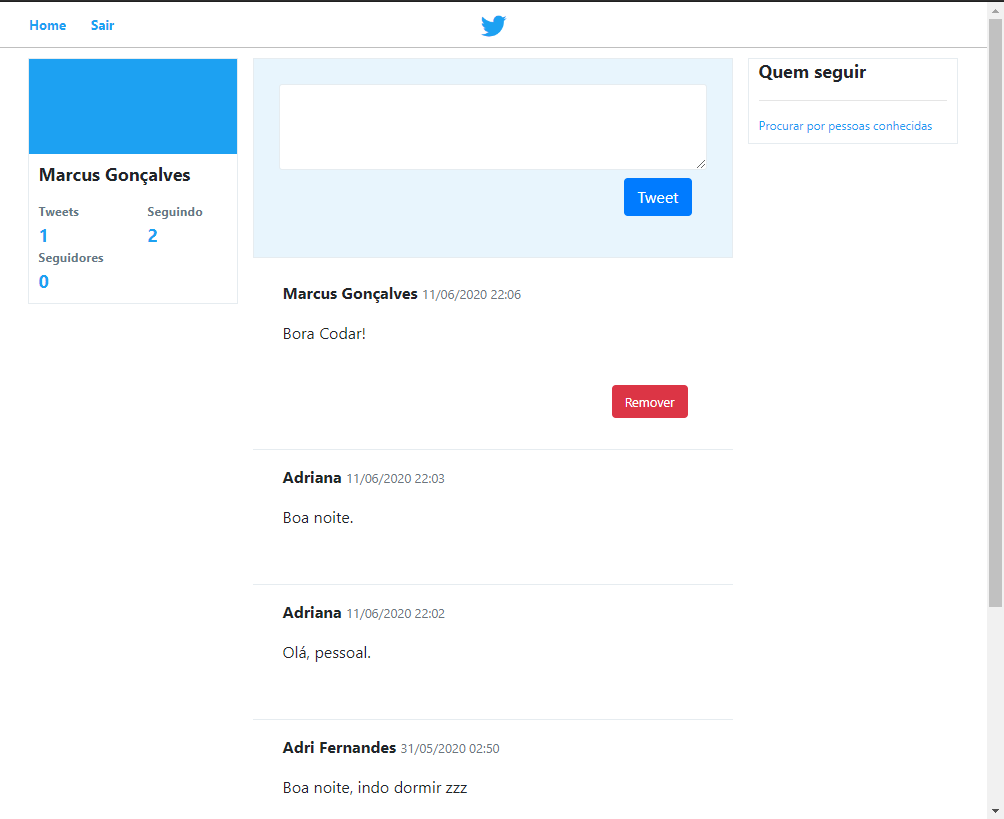 Home Sair
Marcus Gonçalves
Tweets Seguindo
1 2
Seguidores
0
Tweet
Marcus Gonçalves 11/06/2020 22:06
Bora Codar!
Remover
Adriana 11/06/2020 22:03
Boa noite.
Adriana 11/06/2020 22:02
Olá, pessoal.
Adri Fernandes 31/05/2020 02:50
Boa noite, indo dormir zzz
Quem seguir
Procurar por pessoas conhecidas